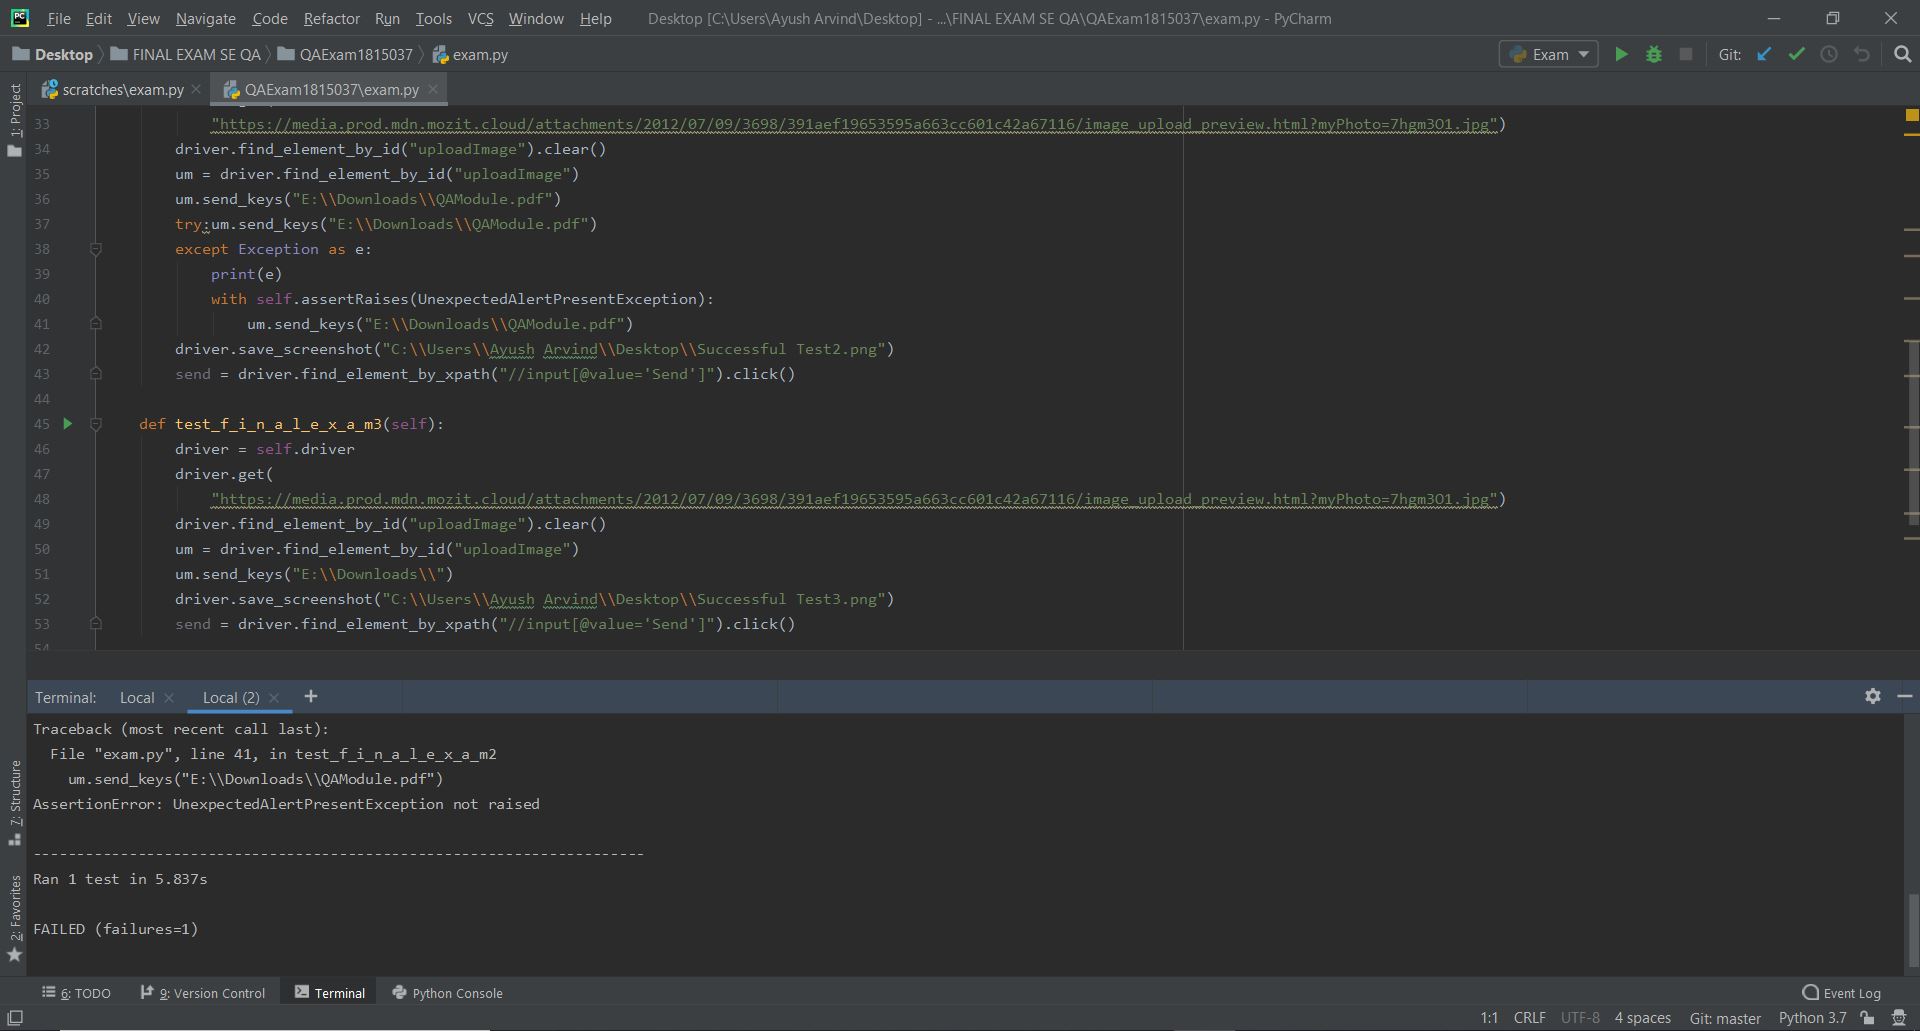 File Edit View Navigate Code Refactor Run Tools VCS Window Help Desktop [C:\Users\Ayush Arvind\Desktop] - ...\FINAL EXAM SE QA\QAExam1815037\exam.py - PyCharm
Desktop FINAL EXAM SE QA QAExam1815037 exam.py Exam Git:
scratches\exam.py QAExam1815037\exam.py
1: Project
33 "https://media.prod.mdn.mozit.cloud/attachments/2012/07/09/3698/391aef19653595a663cc601c42a67116/image_upload_preview.html?myPhoto=7hgm3O1.jpg")
34 driver.find_element_by_id("uploadImage").clear()
35 um = driver.find_element_by_id("uploadImage")
36 um.send_keys("E:\\Downloads\\QAModule.pdf")
37 try:um.send_keys("E:\\Downloads\\QAModule.pdf")
38 except Exception as e:
39 print(e)
40 with self.assertRaises(UnexpectedAlertPresentException):
41 um.send_keys("E:\\Downloads\\QAModule.pdf")
42 driver.save_screenshot("C:\\Users\\Ayush Arvind\\Desktop\\Successful Test2.png")
43 send = driver.find_element_by_xpath("//input[@value='Send']").click()
44
45 def test_f_i_n_a_l_e_x_a_m3(self):
46 driver = self.driver
47 driver.get(
48 "https://media.prod.mdn.mozit.cloud/attachments/2012/07/09/3698/391aef19653595a663cc601c42a67116/image_upload_preview.html?myPhoto=7hgm3O1.jpg")
49 driver.find_element_by_id("uploadImage").clear()
50 um = driver.find_element_by_id("uploadImage")
51 um.send_keys("E:\\Downloads\\")
52 driver.save_screenshot("C:\\Users\\Ayush Arvind\\Desktop\\Successful Test3.png")
53 send = driver.find_element_by_xpath("//input[@value='Send']").click()
54
Terminal: Local Local (2) +
Traceback (most recent call last):
File "exam.py", line 41, in test_f_i_n_a_l_e_x_a_m2
um.send_keys("E:\\Downloads\\QAModule.pdf")
AssertionError: UnexpectedAlertPresentException not raised
----------------------------------------------------------------------
Ran 1 test in 5.837s
FAILED (failures=1)
7: Structure
2: Favorites
6: TODO 9: Version Control Terminal Python Console Event Log
1:1 CRLF UTF-8 4 spaces Git: master Python 3.7